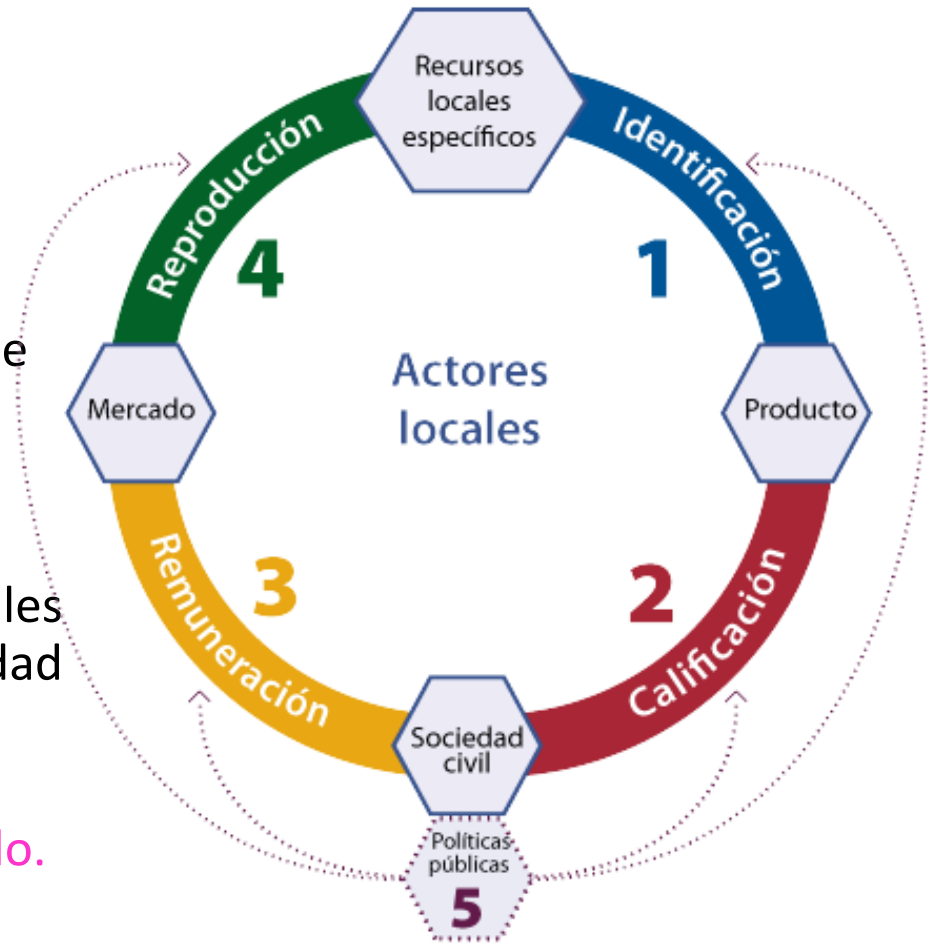 Recursos
locales
específicos
Identificación
1
Producto
Calificación
2
Sociedad
civil
Remuneración
3
Mercado
Reproducción
4
Actores
locales
Políticas
públicas
5
e
les
dad
lo.